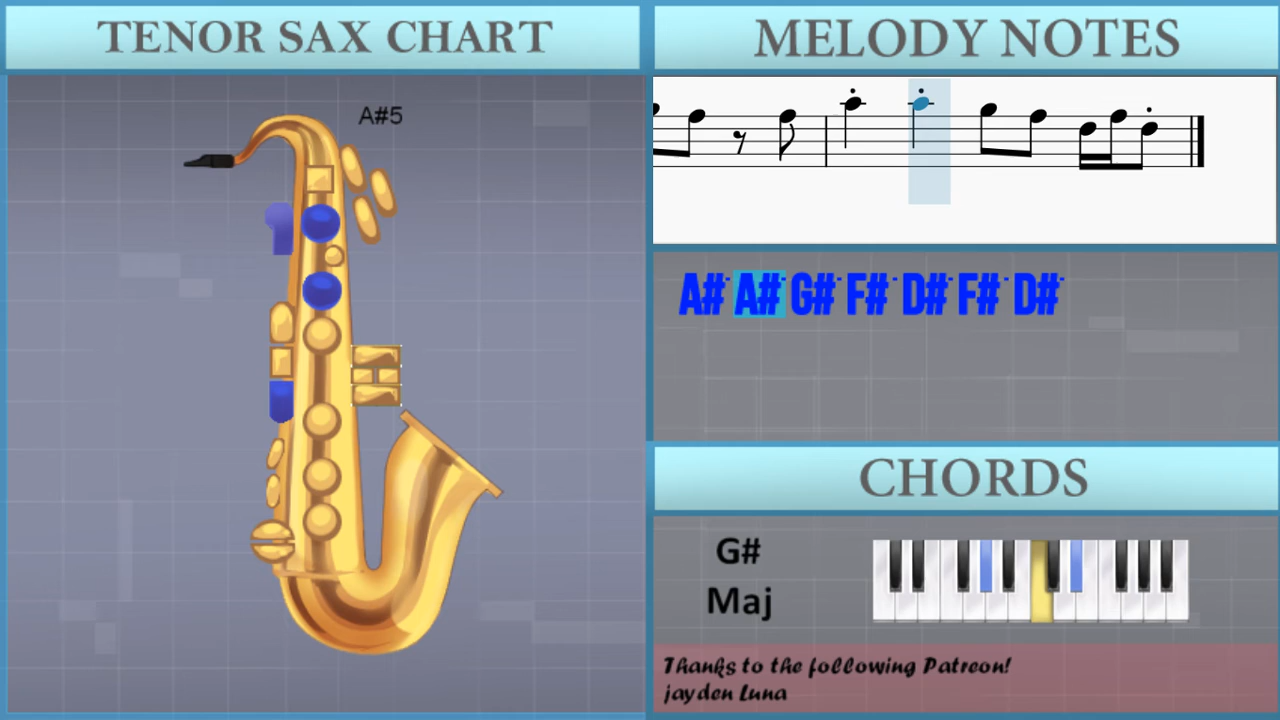 TENOR SAX CHART
A#5
MELODY NOTES
A# A# G# F# D# F# D#
CHORDS
G#
Maj
Thanks to the following Patreon!
jayden Luna